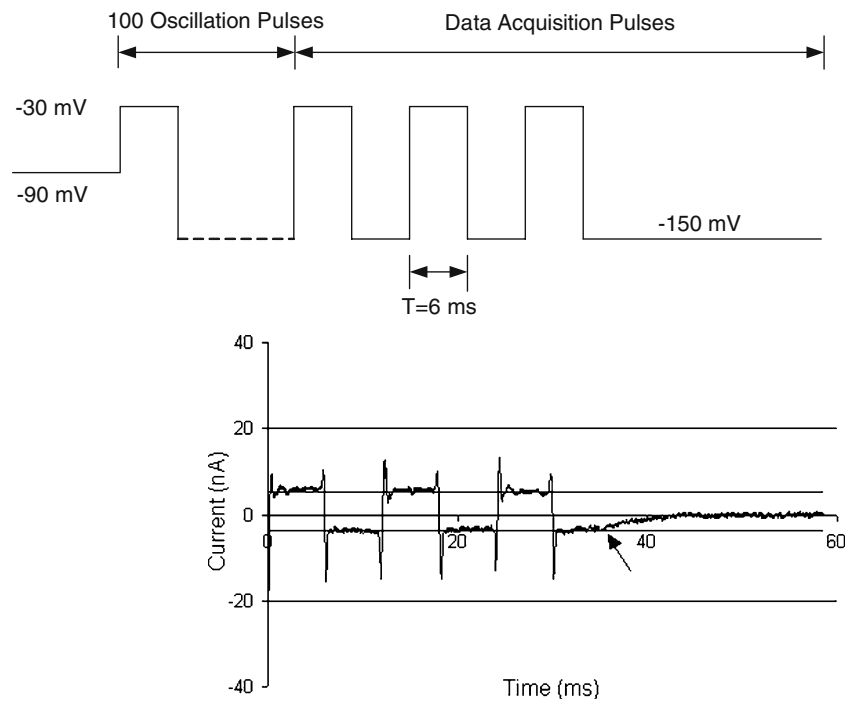 100 Oscillation Pulses Data Acquisition Pulses
-30 mV
-90 mV
-150 mV
T=6 ms
40
20
0
-20
-40
0 20 40 60
Current (nA)
Time (ms)